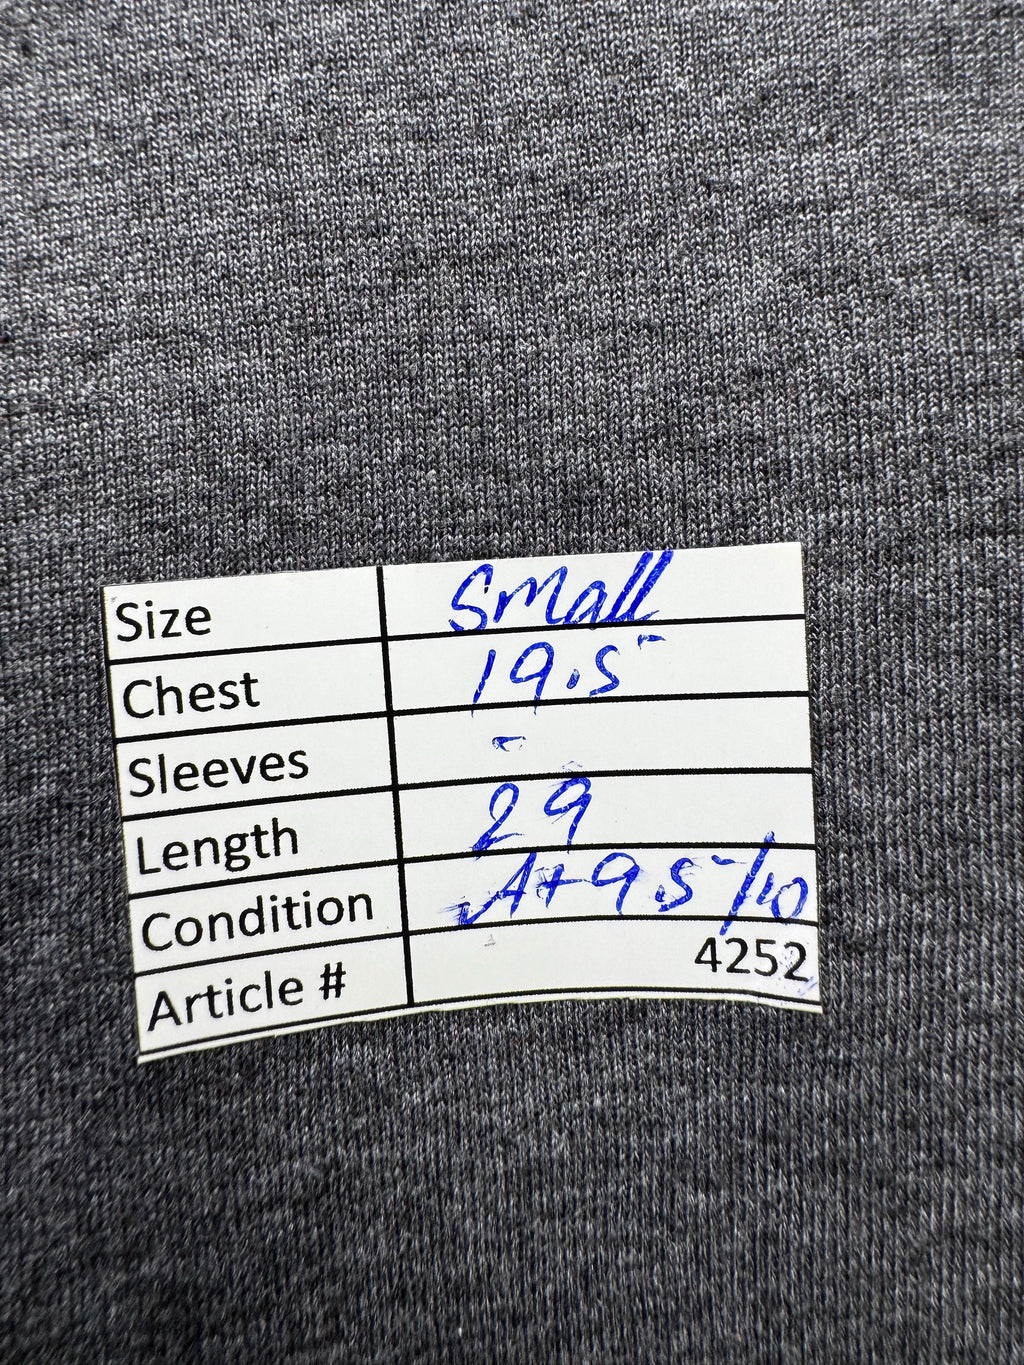 Size Small
Chest 19.5
Sleeves -
Length 29
Condition A+ 9.5/10
Article # 4252